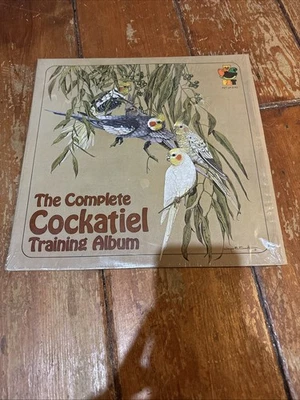 The Complete
Cockatiel
Training Album